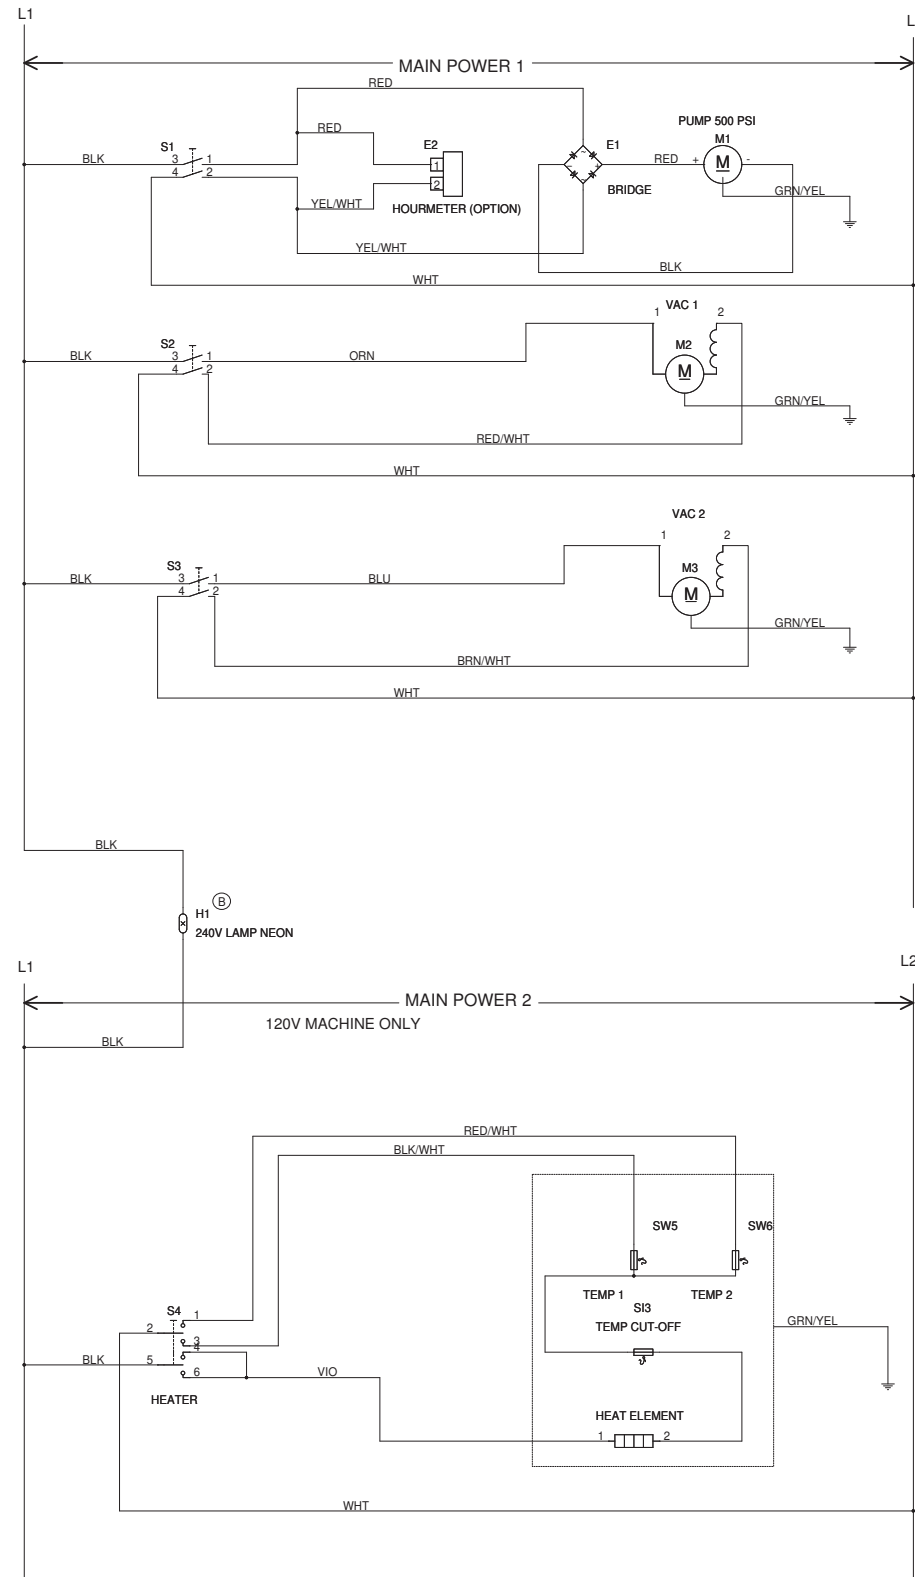 L1
L
MAIN POWER 1
RED
PUMP 500 PSI
M1
S1
RED
E2
E1
BLK
3
1
4
2
1
2
RED
+
M
-
BRIDGE
GRN/YEL
YEL/WHT
HOURMETER (OPTION)
YEL/WHT
BLK
WHT
VAC 1
1
2
S2
M2
BLK
3
1
ORN
4
2
M
GRN/YEL
RED/WHT
WHT
VAC 2
1
2
S3
M3
BLK
3
1
BLU
4
2
M
GRN/YEL
BRN/WHT
WHT
BLK
B
H1
240V LAMP NEON
L1
L2
MAIN POWER 2
120V MACHINE ONLY
BLK
RED/WHT
BLK/WHT
SW5
SW6
TEMP 1
TEMP 2
SI3
TEMP CUT-OFF
S4
1
2
3
4
GRN/YEL
BLK
5
6
VIO
HEATER
HEAT ELEMENT
1
2
WHT